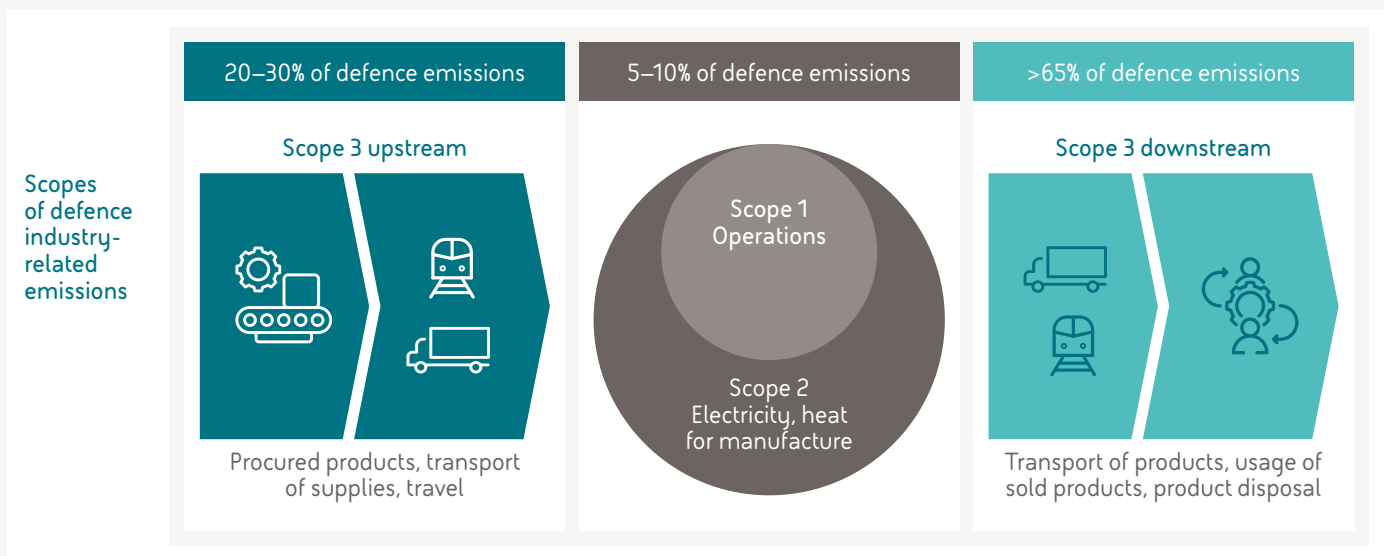 Scopes
of defence
industry-
related
emissions
20–30% of defence emissions
Scope 3 upstream
Procured products, transport
of supplies, travel
5–10% of defence emissions
Scope 1
Operations
Scope 2
Electricity, heat
for manufacture
>65% of defence emissions
Scope 3 downstream
Transport of products, usage of
sold products, product disposal